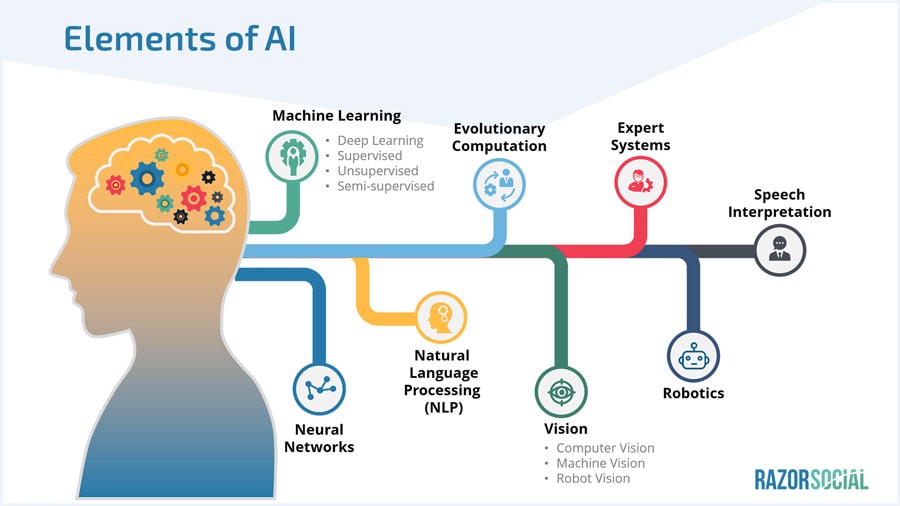 Elements of AI
Machine Learning
• Deep Learning
• Supervised
• Unsupervised
• Semi-supervised
Evolutionary
Computation
Expert
Systems
Speech
Interpretation
Neural
Networks
Natural
Language
Processing
(NLP)
Vision
• Computer Vision
• Machine Vision
• Robot Vision
Robotics
RAZORSOCIAL